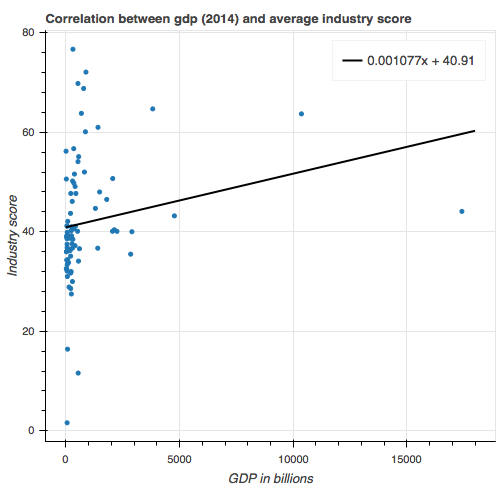 Correlation between gdp (2014) and average industry score
0.001077x + 40.91
80
60
40
20
0
Industry score
0
5000
10000
15000
GDP in billions